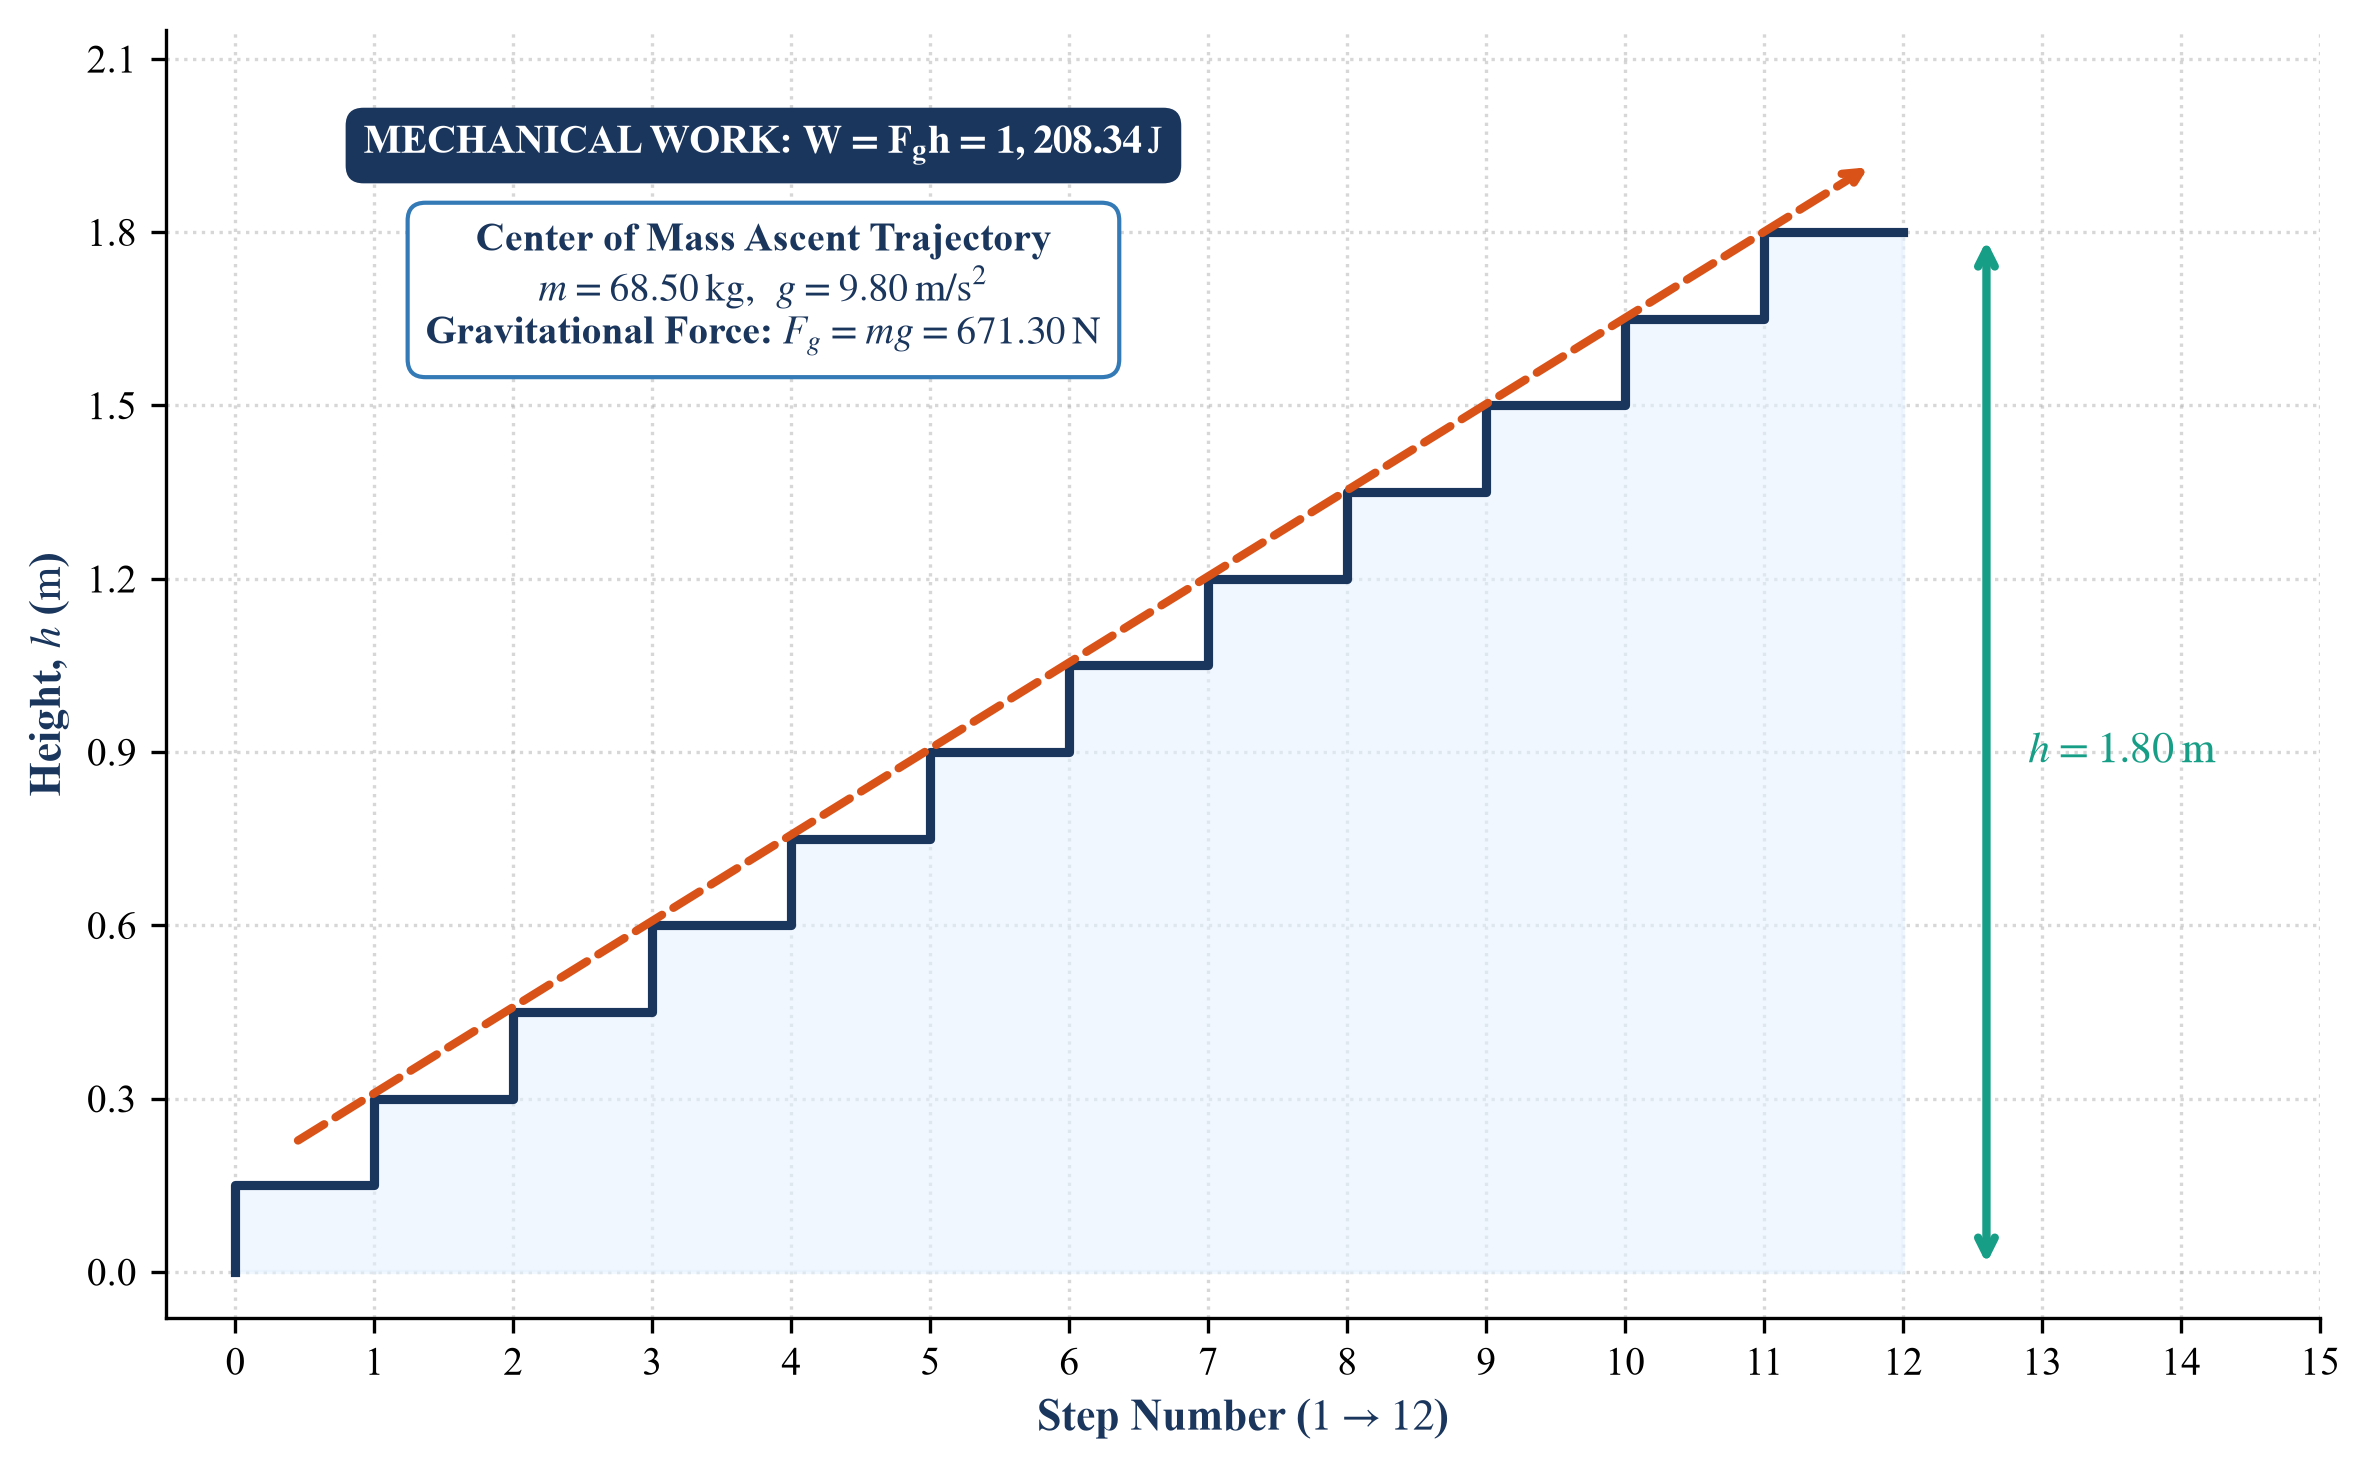 2.1
1.8
1.5
1.2
0.9
0.6
0.3
0.0
Height, h (m)
MECHANICAL WORK: W = F_g h = 1, 208.34 J
Center of Mass Ascent Trajectory
m = 68.50 kg, g = 9.80 m/s²
Gravitational Force: F_g = mg = 671.30 N
h = 1.80 m
0 1 2 3 4 5 6 7 8 9 10 11 12 13 14 15
Step Number (1 → 12)